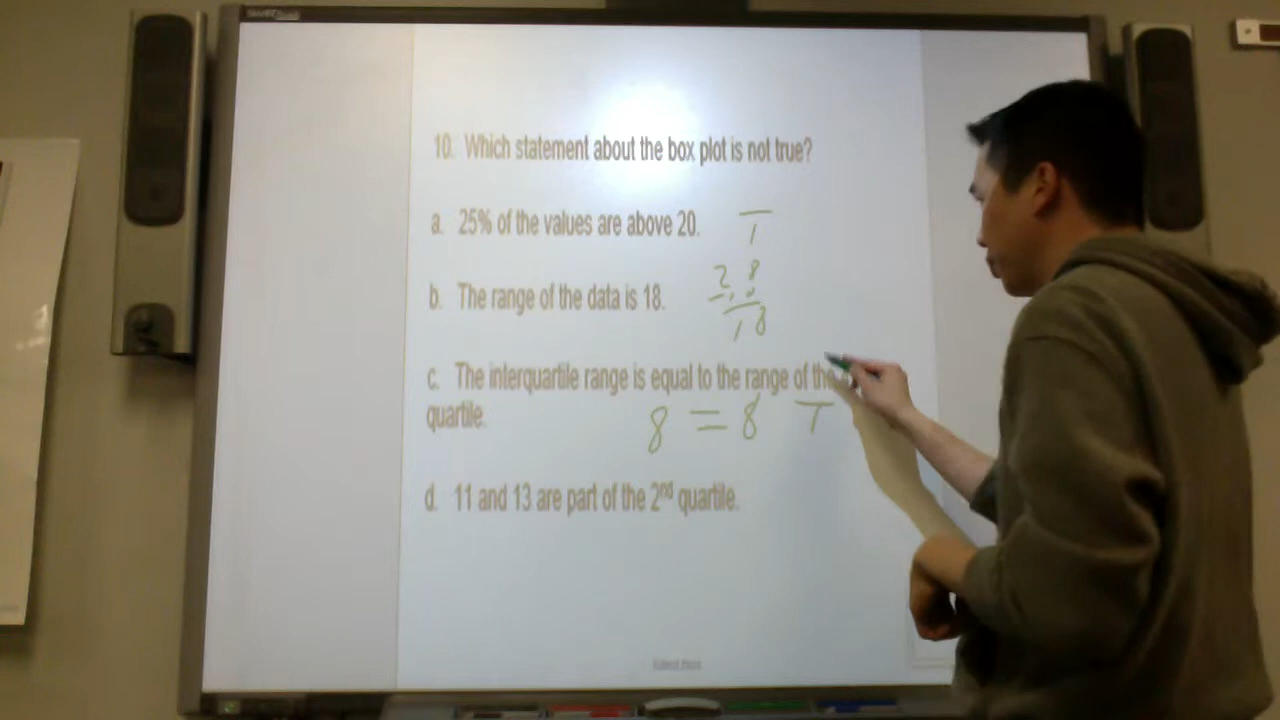 10. Which statement about the box plot is not true?
a. 25% of the values are above 20. T
28
b. The range of the data is 18.
18
c. The interquartile range is equal to the range of the
quartile. 8 = 8 T
d. 11 and 13 are part of the 2nd quartile.